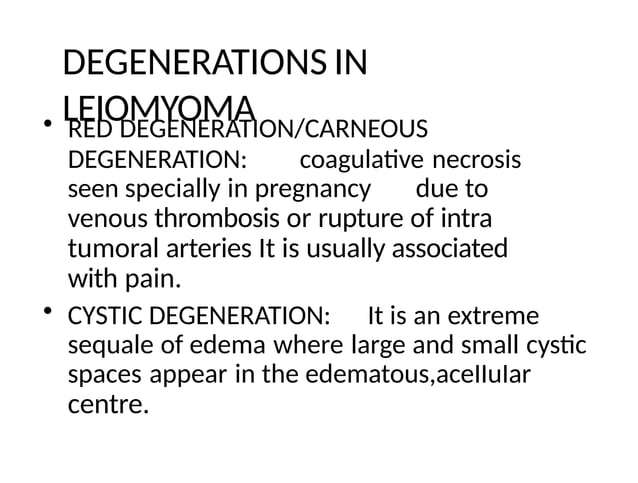 DEGENERATIONS IN
LEIOMYOMA
• RED DEGENERATION/CARNEOUS
DEGENERATION: coagulative necrosis
seen specially in pregnancy due to
venous thrombosis or rupture of intra
tumoral arteries It is usually associated
with pain.
• CYSTIC DEGENERATION: It is an extreme
sequale of edema where large and small cystic
spaces appear in the edematous,acellular
centre.